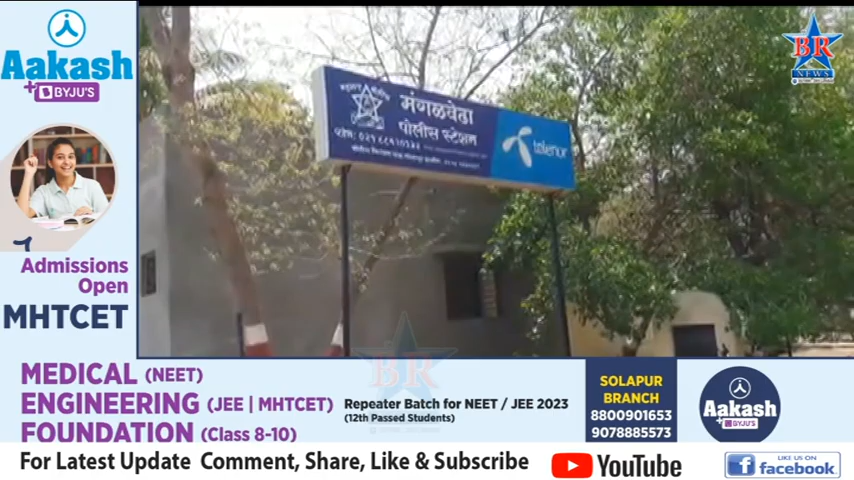 Aakash
BYJU'S
BR
NEWS
मंगळवेढा
पोलीस स्टेशन
telenor
Admissions
Open
MHTCET
MEDICAL (NEET)
ENGINEERING (JEE | MHTCET)
FOUNDATION (Class 8-10)
Repeater Batch for NEET / JEE 2023
(12th Passed Students)
SOLAPUR
BRANCH
8800901653
9078885573
Aakash
BYJU'S
For Latest Update Comment, Share, Like & Subscribe
YouTube
LIKE US ON
facebook